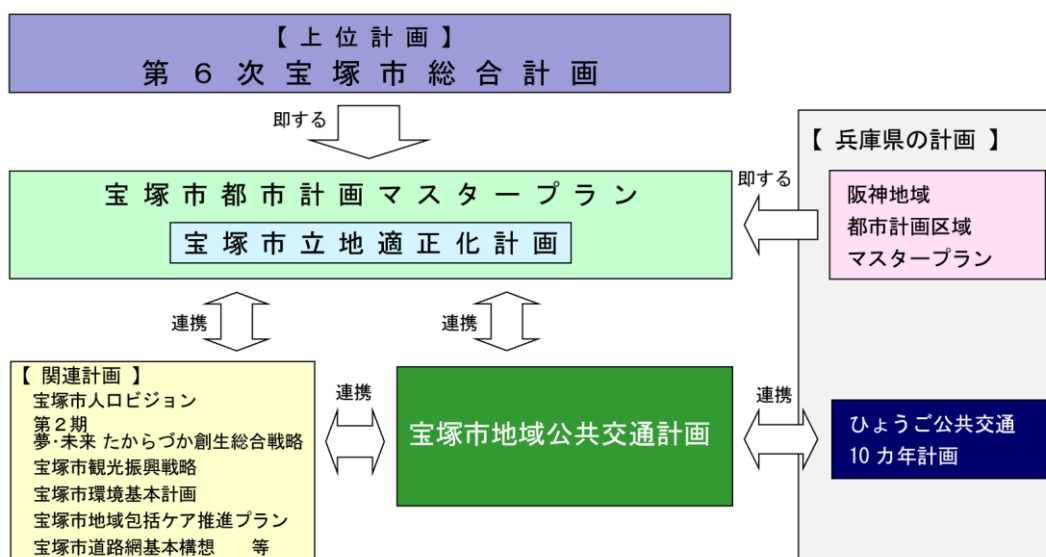 【 上 位 計 画 】
第 6 次 宝 塚 市 総 合 計 画
即する
【 兵庫県の計画 】
宝 塚 市 都 市 計 画 マ ス タ ー プ ラ ン
宝 塚 市 立 地 適 正 化 計 画
即する
阪神地域
都市計画区域
マスタープラン
連携
連携
【 関連計画 】
宝塚市人口ビジョン
第2期
夢・未来 たからづか創生総合戦略
宝塚市観光振興戦略
宝塚市環境基本計画
宝塚市地域包括ケア推進プラン
宝塚市道路網基本構想 等
連携
宝塚市地域公共交通計画
連携
ひょうご公共交通
10 カ年計画